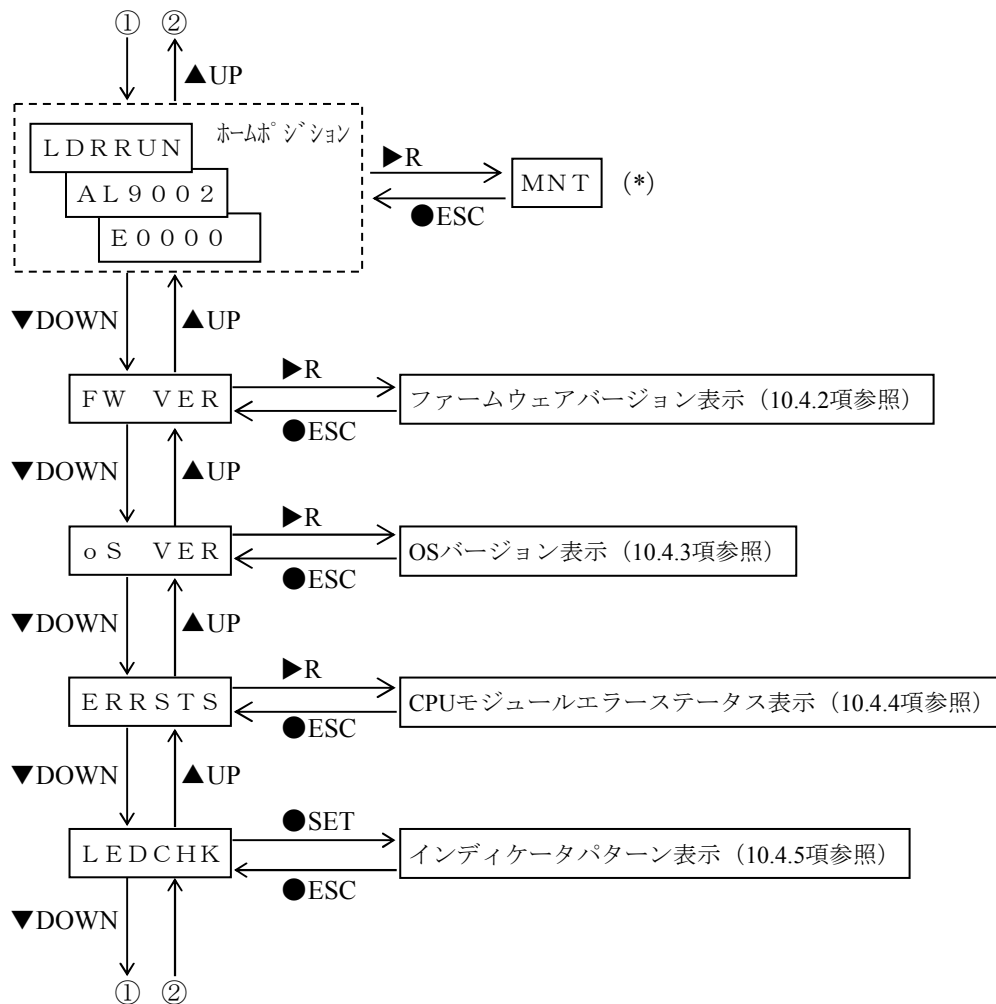 ① ②
▲UP
ホームポジション
LDRRUN
AL9002
E0000
▶R
MNT (*)
●ESC
▼DOWN ▲UP
FW VER
▶R
ファームウェアバージョン表示（10.4.2項参照）
●ESC
▼DOWN ▲UP
oS VER
▶R
OSバージョン表示（10.4.3項参照）
●ESC
▼DOWN ▲UP
ERRSTS
▶R
CPUモジュールエラーステータス表示（10.4.4項参照）
●ESC
▼DOWN ▲UP
LEDCHK
●SET
インディケータパターン表示（10.4.5項参照）
●ESC
▼DOWN
① ②